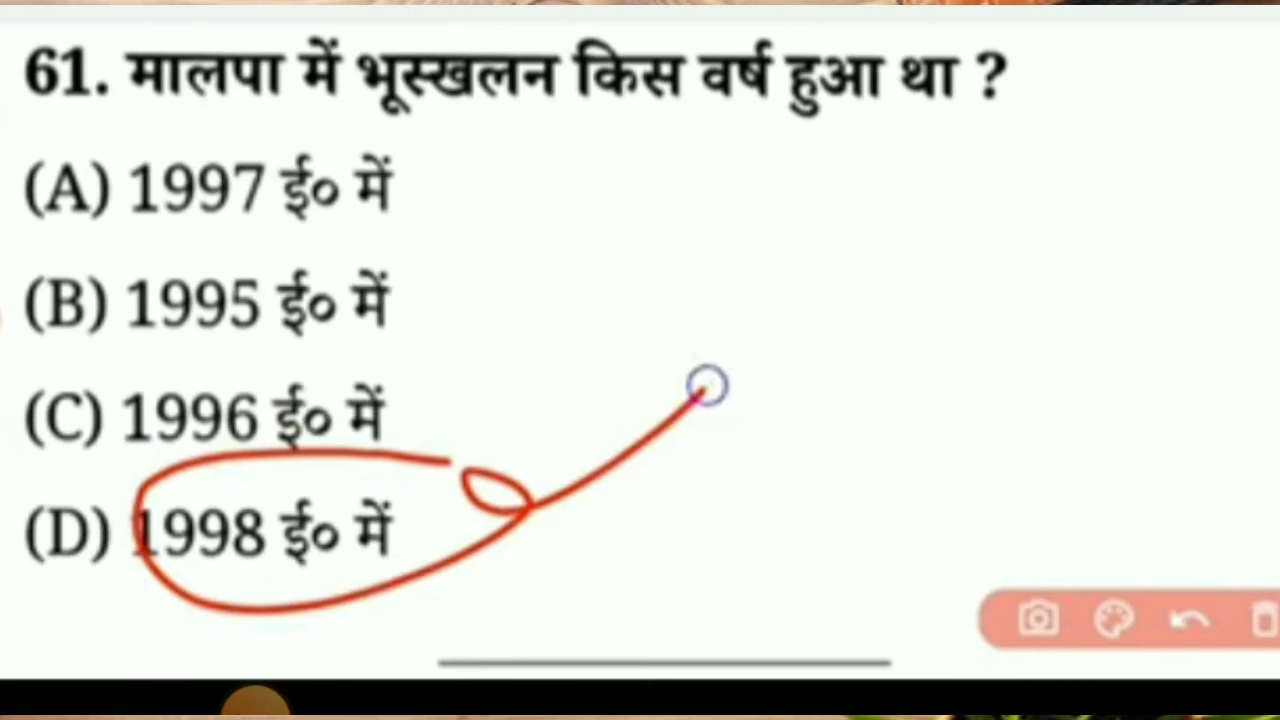 61. मालपा में भूस्खलन किस वर्ष हुआ था ?
(A) 1997 ई० में
(B) 1995 ई० में
(C) 1996 ई० में
(D) 1998 ई० में